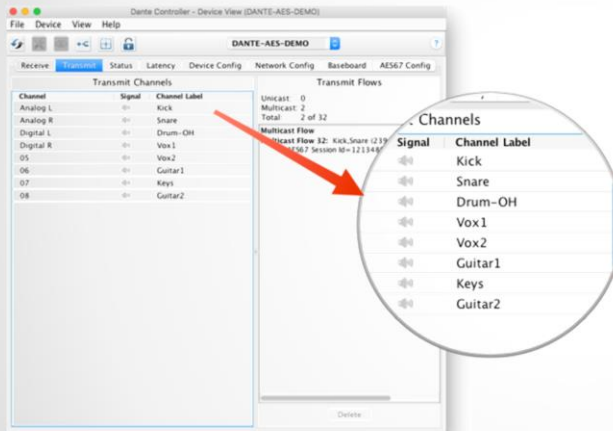 Dante Controller - Device View (DANTE-AES-DEMO)
File Device View Help
DANTE-AES-DEMO
?
Receive Transmit Status Latency Device Config Network Config Baseboard AES67 Config
Transmit Channels
Channel Signal Channel Label
Analog L Kick
Analog R Snare
Digital L Drum-OH
Digital R Vox1
05 Vox2
06 Guitar1
07 Keys
08 Guitar2
Transmit Flows
Unicast: 0
Multicast: 2
Total: 2 of 32
Multicast Flow
Multicast Flow 32: Kick,Snare (239
Session Id=
Delete
Channels
Signal Channel Label
Kick
Snare
Drum-OH
Vox1
Vox2
Guitar1
Keys
Guitar2